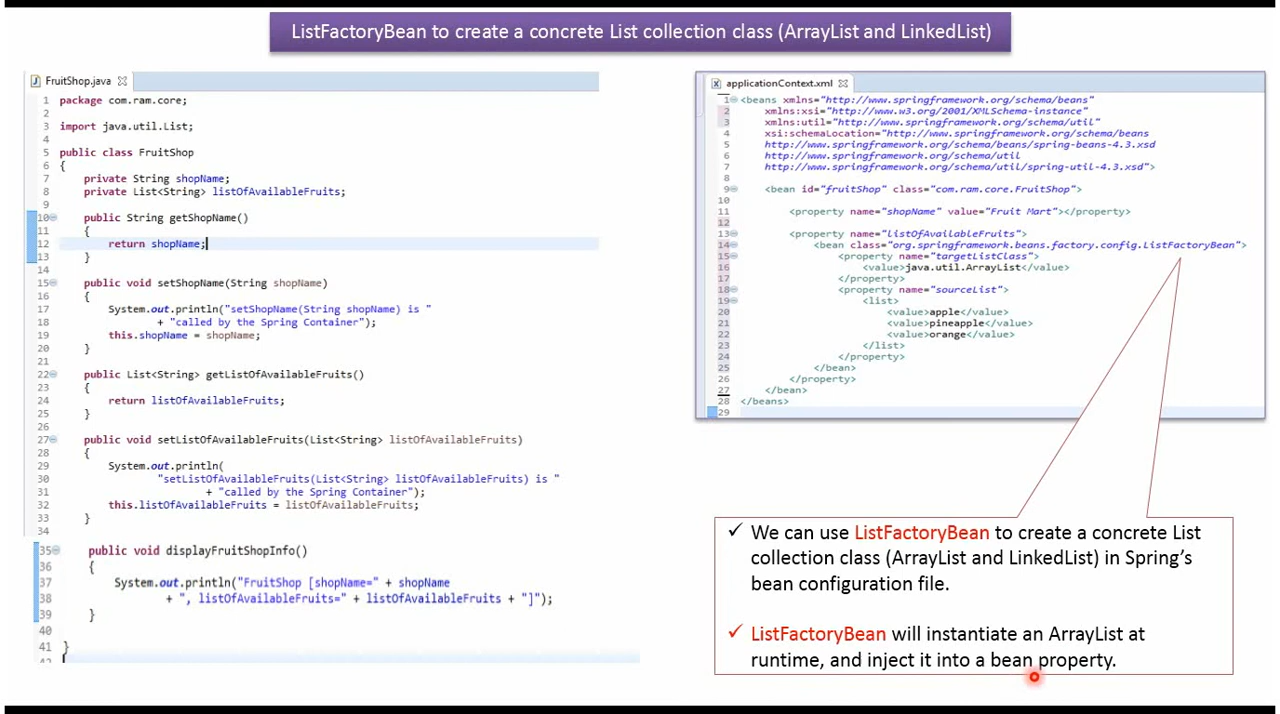 ListFactoryBean to create a concrete List collection class (ArrayList and LinkedList)
FruitShop.java
1 package com.ram.core;
2
3 import java.util.List;
4
5 public class FruitShop
6 {
7 private String shopName;
8 private List<String> listOfAvailableFruits;
9
10 public String getShopName()
11 {
12 return shopName;
13 }
14
15 public void setShopName(String shopName)
16 {
17 System.out.println("setShopName(String shopName) is "
18 + "called by the Spring Container");
19 this.shopName = shopName;
20 }
21
22 public List<String> getListOfAvailableFruits()
23 {
24 return listOfAvailableFruits;
25 }
26
27 public void setListOfAvailableFruits(List<String> listOfAvailableFruits)
28 {
29 System.out.println(
30 "setListOfAvailableFruits(List<String> listOfAvailableFruits) is "
31 + "called by the Spring Container");
32 this.listOfAvailableFruits = listOfAvailableFruits;
33 }
34
35 public void displayFruitShopInfo()
36 {
37 System.out.println("FruitShop [shopName=" + shopName
38 + ", listOfAvailableFruits=" + listOfAvailableFruits + "]");
39 }
40
41 }
applicationContext.xml
1 <beans xmlns="http://www.springframework.org/schema/beans"
2 xmlns:xsi="http://www.w3.org/2001/XMLSchema-instance"
3 xmlns:util="http://www.springframework.org/schema/util"
4 xsi:schemaLocation="http://www.springframework.org/schema/beans
5 http://www.springframework.org/schema/beans/spring-beans-4.3.xsd
6 http://www.springframework.org/schema/util
7 http://www.springframework.org/schema/util/spring-util-4.3.xsd">
8
9 <bean id="fruitShop" class="com.ram.core.FruitShop">
10
11 <property name="shopName" value="Fruit Mart"></property>
12
13 <property name="listOfAvailableFruits">
14 <bean class="org.springframework.beans.factory.config.ListFactoryBean">
15 <property name="targetListClass">
16 <value>java.util.ArrayList</value>
17 </property>
18 <property name="sourceList">
19 <list>
20 <value>apple</value>
21 <value>pineapple</value>
22 <value>orange</value>
23 </list>
24 </property>
25 </bean>
26 </property>
27 </bean>
28 </beans>
29
✓ We can use ListFactoryBean to create a concrete List
collection class (ArrayList and LinkedList) in Spring's
bean configuration file.
✓ ListFactoryBean will instantiate an ArrayList at
runtime, and inject it into a bean property.